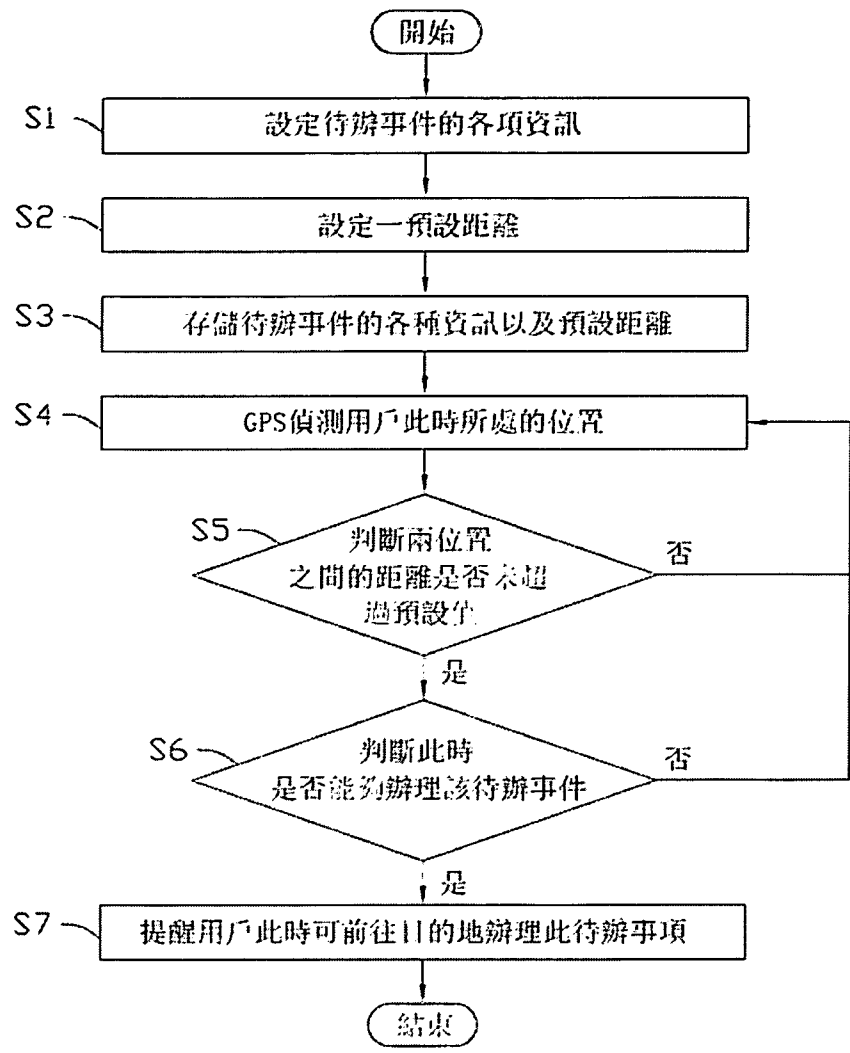 開始
S1
設定待辦事件的各項資訊
S2
設定一預設距離
S3
存儲待辦事件的各種資訊以及預設距離
S4
GPS偵測用戶此時所處的位置
S5
判斷兩位置
之間的距離是否未超
過預設值
否
是
S6
判斷此時
是否能夠辦理該待辦事件
否
是
S7
提醒用戶此時可前往目的地辦理此待辦事項
結束